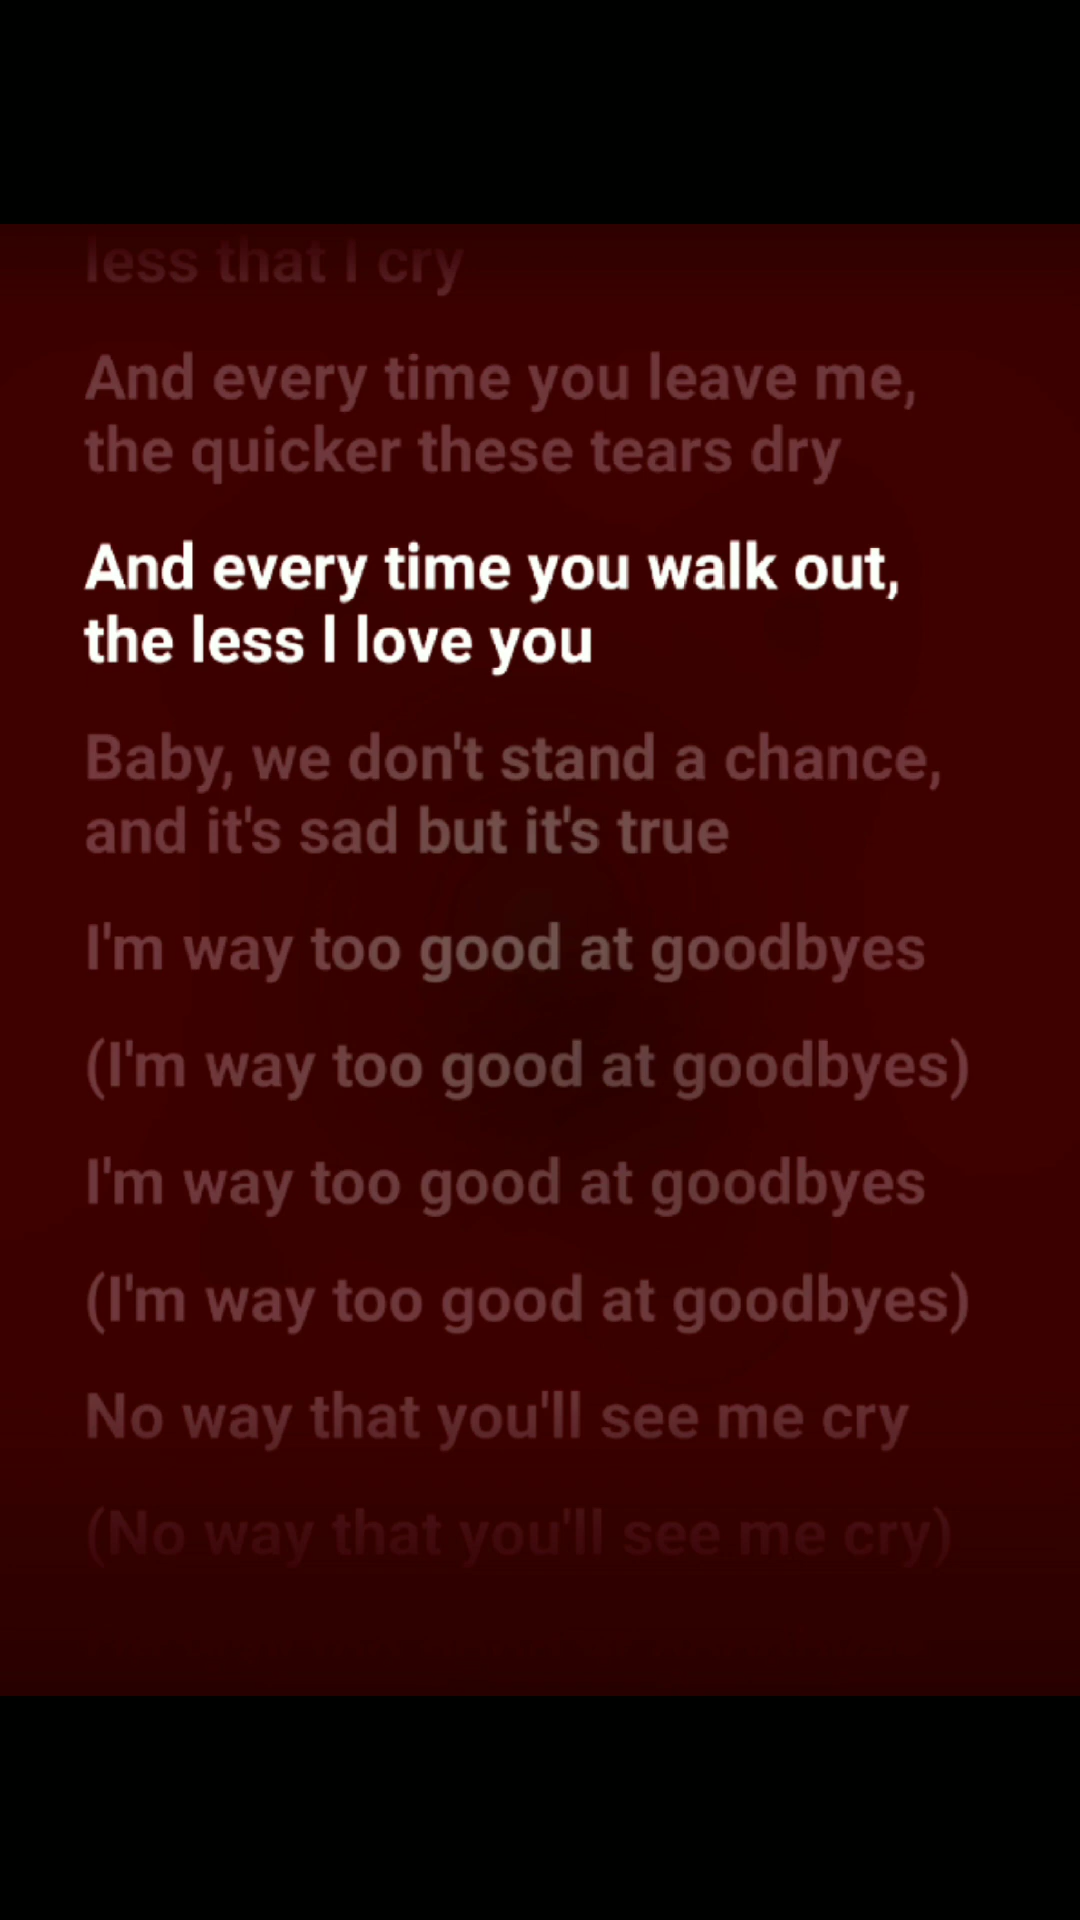 less that I cry
And every time you leave me,
the quicker these tears dry
And every time you walk out,
the less I love you
Baby, we don't stand a chance,
and it's sad but it's true
I'm way too good at goodbyes
(I'm way too good at goodbyes)
I'm way too good at goodbyes
(I'm way too good at goodbyes)
No way that you'll see me cry
(No way that you'll see me cry)